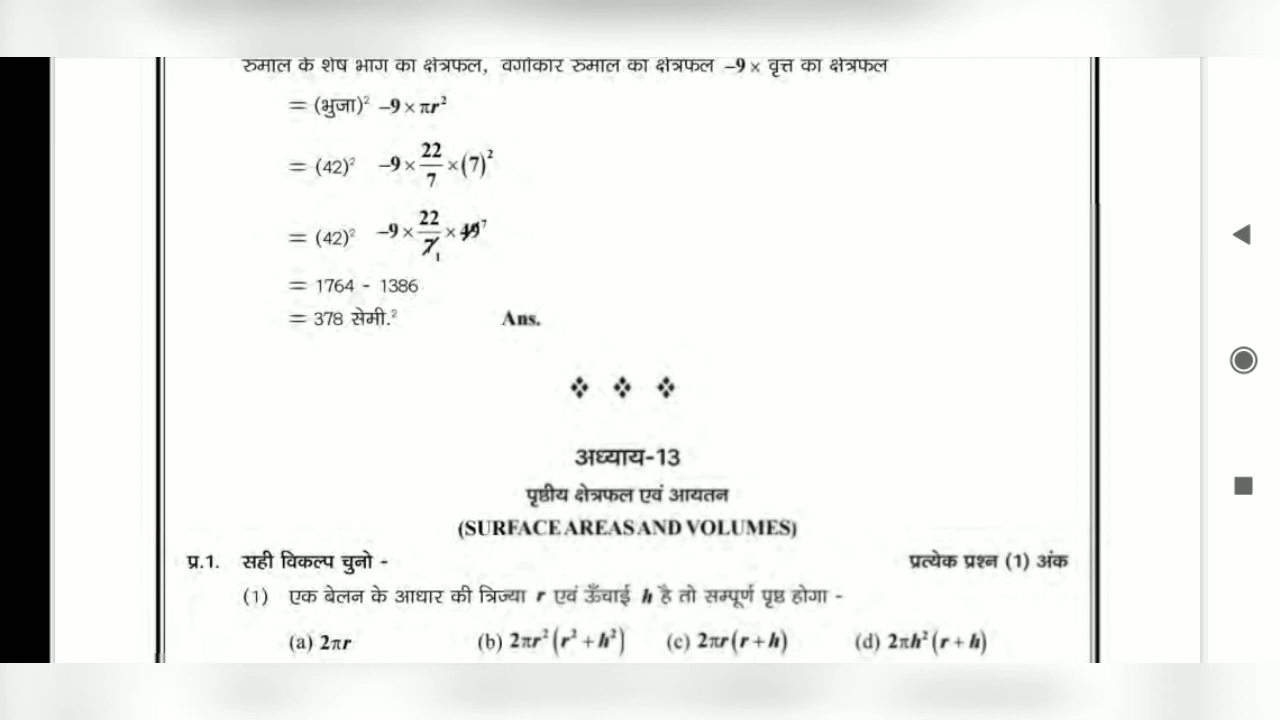 रुमाल के शेष भाग का क्षेत्रफल, वर्गाकार रुमाल का क्षेत्रफल –9 × वृत्त का क्षेत्रफल
= (भुजा)² –9 × πr²
= (42)² –9 × 22/7 × (7)²
= (42)² –9 × 22/7 1 × 49 7
= 1764 - 1386
= 378 सेमी.² Ans.
❖ ❖ ❖
अध्याय-13
पृष्ठीय क्षेत्रफल एवं आयतन
(SURFACE AREAS AND VOLUMES)
प्र.1. सही विकल्प चुनो - प्रत्येक प्रश्न (1) अंक
(1) एक बेलन के आधार की त्रिज्या r एवं ऊँचाई h है तो सम्पूर्ण पृष्ठ होगा -
(a) 2πr (b) 2πr² (r² + h²) (c) 2πr (r + h) (d) 2πh² (r + h)